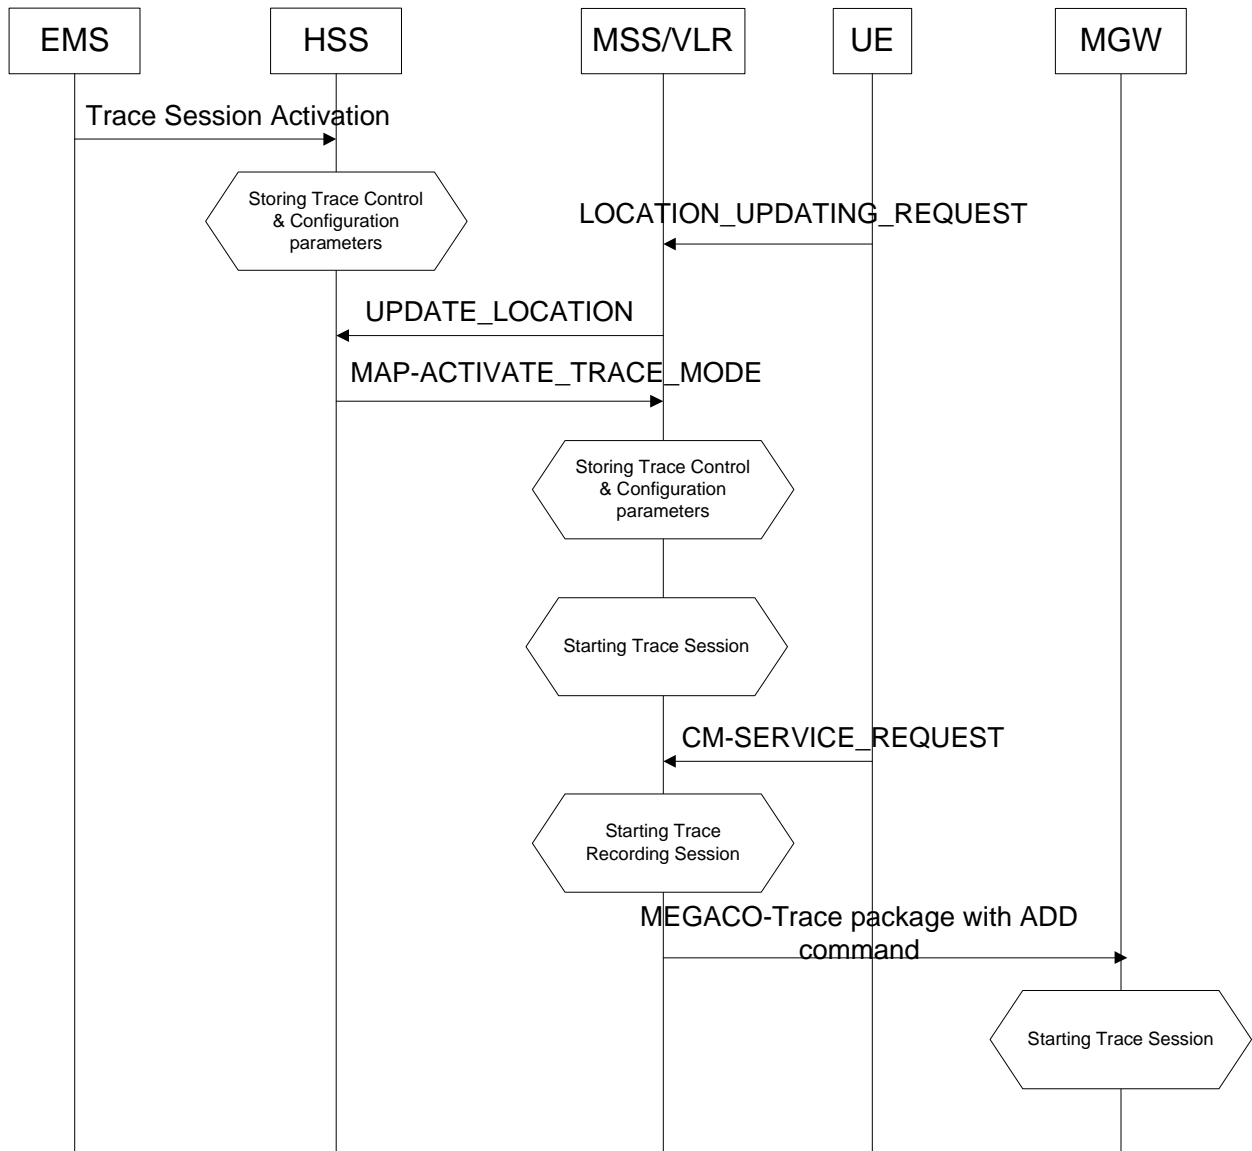 EMS
HSS
MSS/VLR
UE
MGW
Trace Session Activation
Storing Trace Control
& Configuration
parameters
LOCATION_UPDATING_REQUEST
UPDATE_LOCATION
MAP-ACTIVATE_TRACE_MODE
Storing Trace Control
& Configuration
parameters
Starting Trace Session
CM-SERVICE_REQUEST
Starting Trace
Recording Session
MEGACO-Trace package with ADD
command
Starting Trace Session